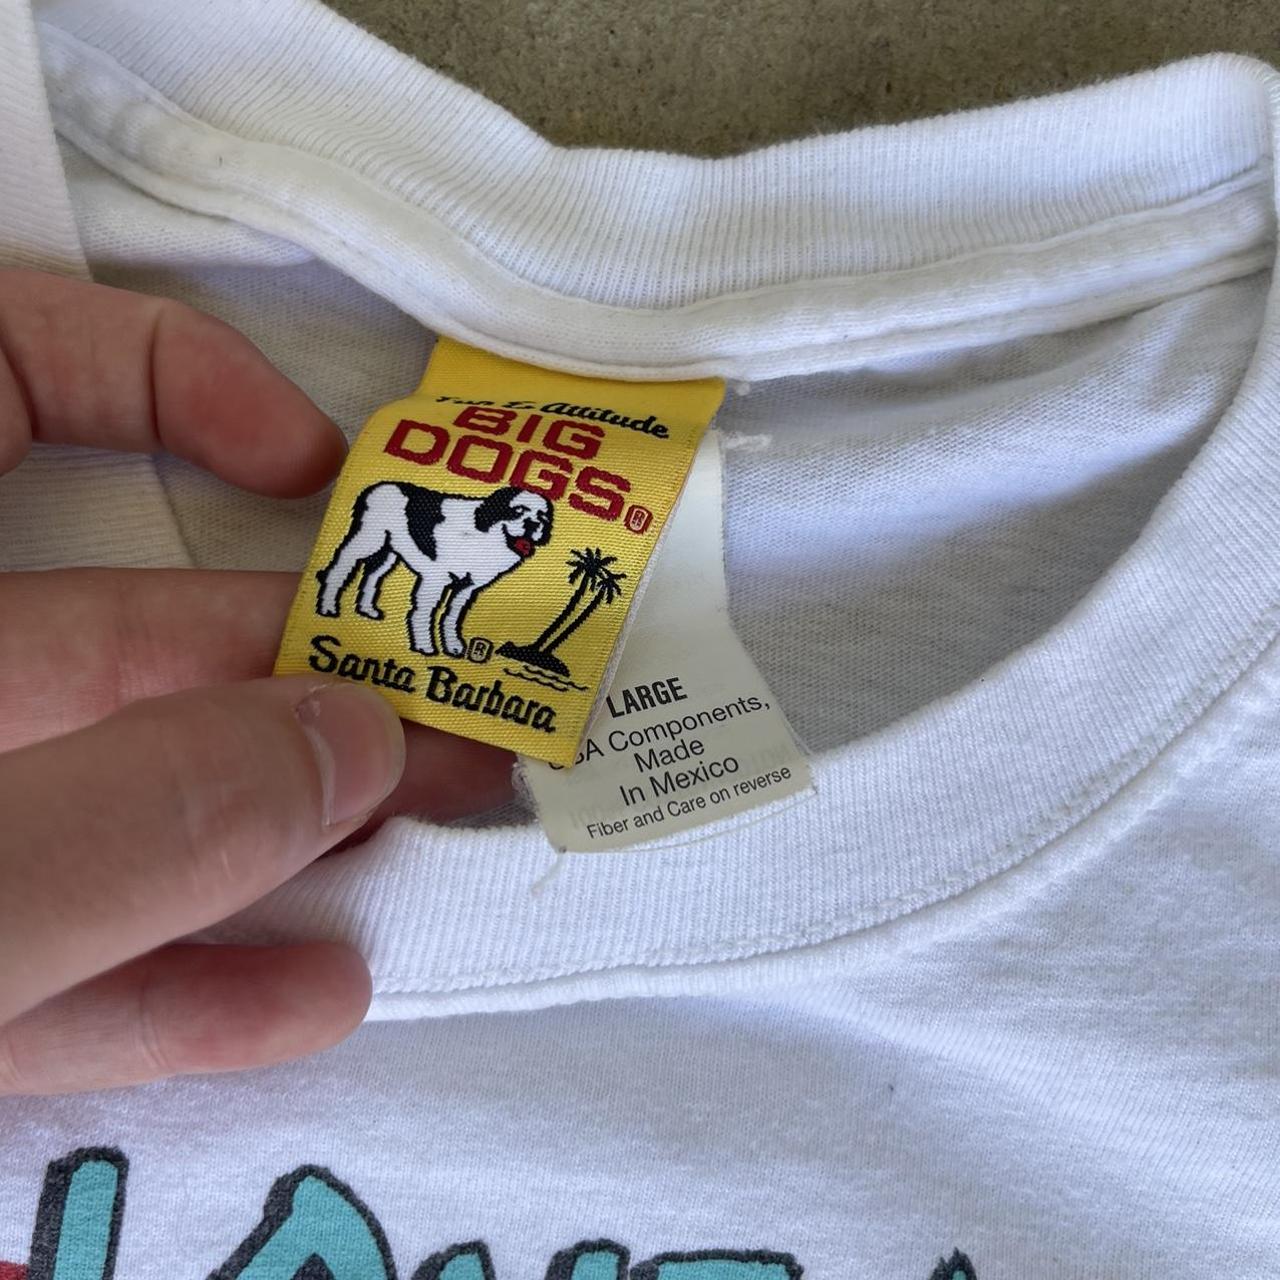 Fun & Attitude
BIG
DOGS®
®
Santa Barbara
LARGE
USA Components,
Made
In Mexico
Fiber and Care on reverse